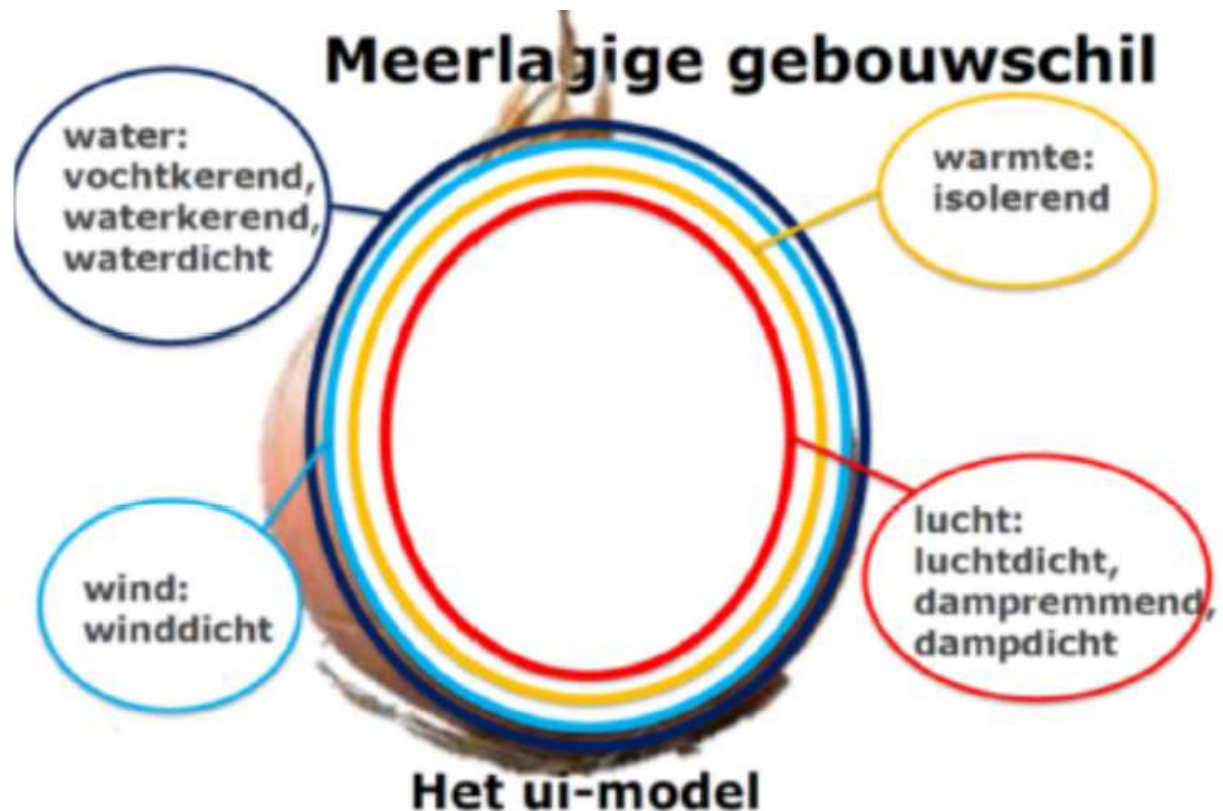 Meerlagige gebouwschil
water:
vochtkerend,
waterkerend,
waterdicht
warmte:
isolerend
wind:
winddicht
lucht:
luchtdicht,
dampremmend,
dampdicht
Het ui-model